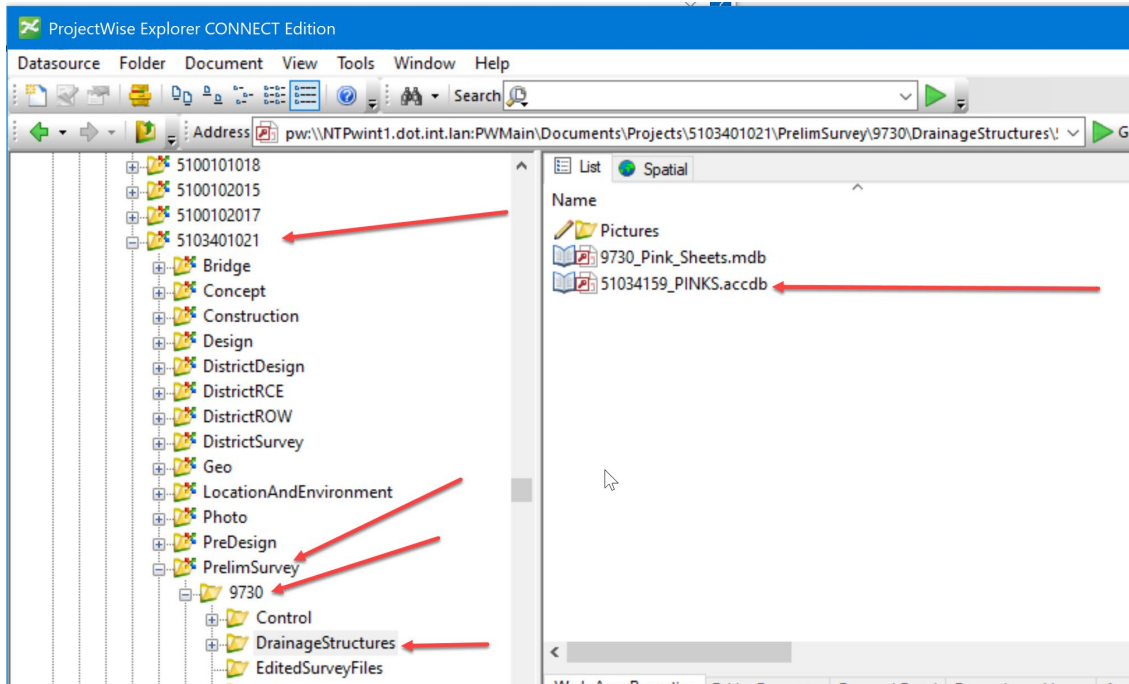 ProjectWise Explorer CONNECT Edition
Datasource Folder Document View Tools Window Help
Search
Address pw:\\NTPwint1.dot.int.lan:PWMain\Documents\Projects\5103401021\PrelimSurvey\9730\DrainageStructures\
5100101018
5100102015
5100102017
5103401021
Bridge
Concept
Construction
Design
DistrictDesign
DistrictRCE
DistrictROW
DistrictSurvey
Geo
LocationAndEnvironment
Photo
PreDesign
PrelimSurvey
9730
Control
DrainageStructures
EditedSurveyFiles
List Spatial
Name
Pictures
9730_Pink_Sheets.mdb
51034159_PINKS.accdb